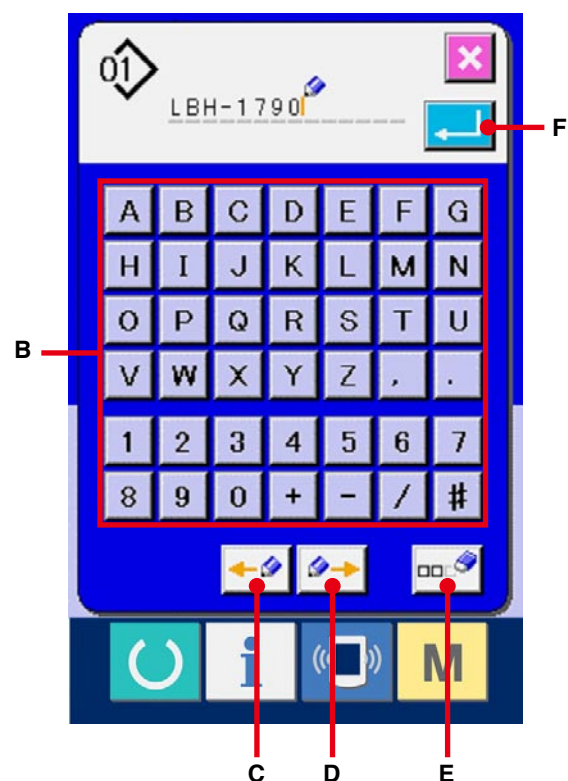 01
LBH-1790
F
A B C D E F G
H I J K L M N
O P Q R S T U
B
V W X Y Z , .
1 2 3 4 5 6 7
8 9 0 + - / #
i M
C D E